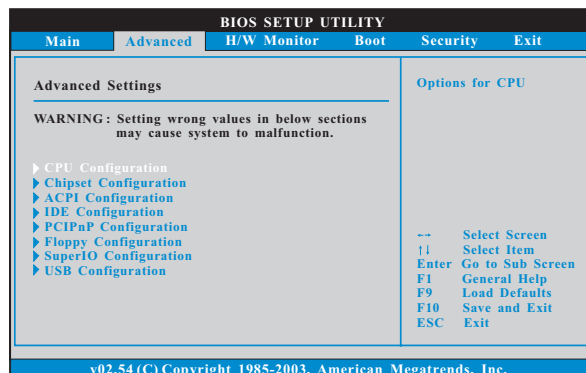 BIOS SETUP UTILITY
Main Advanced H/W Monitor Boot Security Exit
Advanced Settings
WARNING : Setting wrong values in below sections
may cause system to malfunction.
CPU Configuration
Chipset Configuration
ACPI Configuration
IDE Configuration
PCIPnP Configuration
Floppy Configuration
SuperIO Configuration
USB Configuration
Options for CPU
←→ Select Screen
↑↓ Select Item
Enter Go to Sub Screen
F1 General Help
F9 Load Defaults
F10 Save and Exit
ESC Exit
v02.54 (C) Copyright 1985-2003, American Megatrends, Inc.